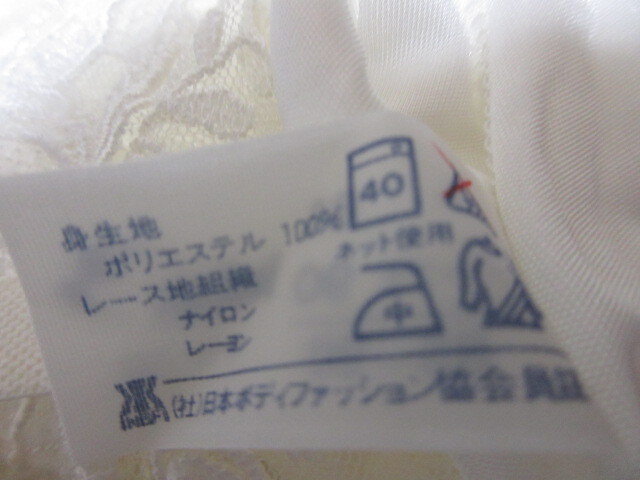 身生地
ポリエステル 100%
レース地組織
ナイロン
レーヨン
40
ネット使用
中
(社)日本ボディファッション協会員証